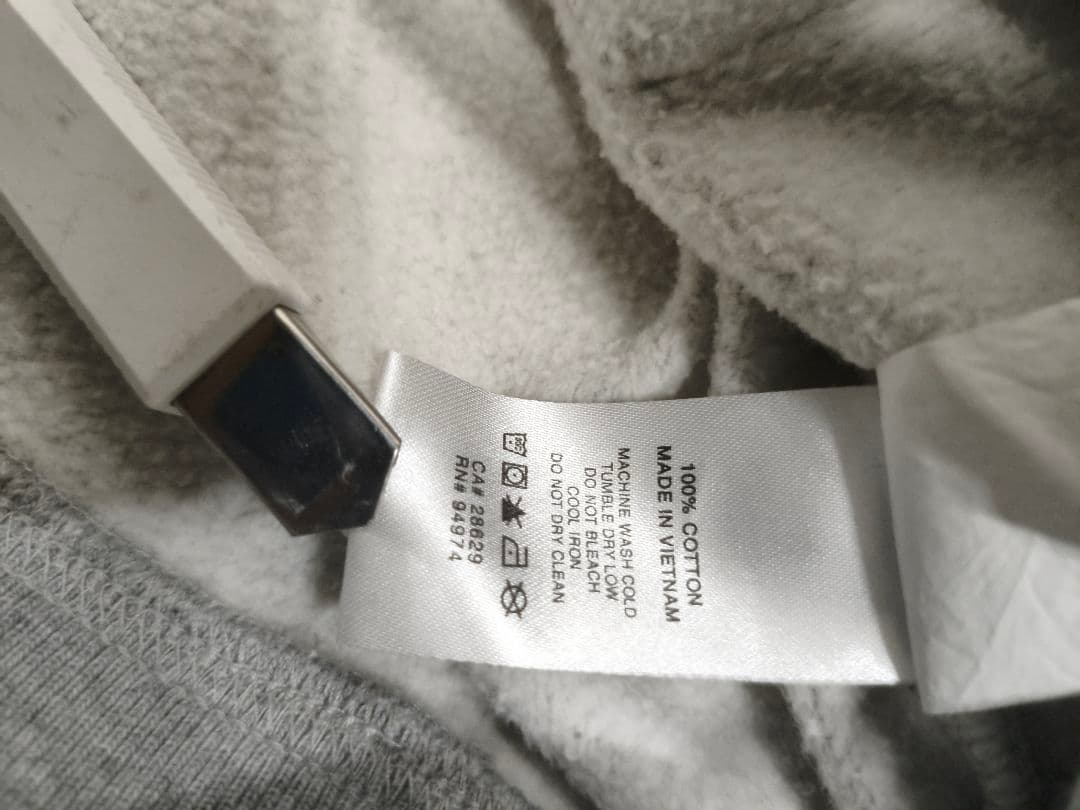 100% COTTON
MADE IN VIETNAM
MACHINE WASH COLD
TUMBLE DRY LOW
DO NOT BLEACH
COOL IRON
DO NOT DRY CLEAN
CA# 28629
RN# 94974